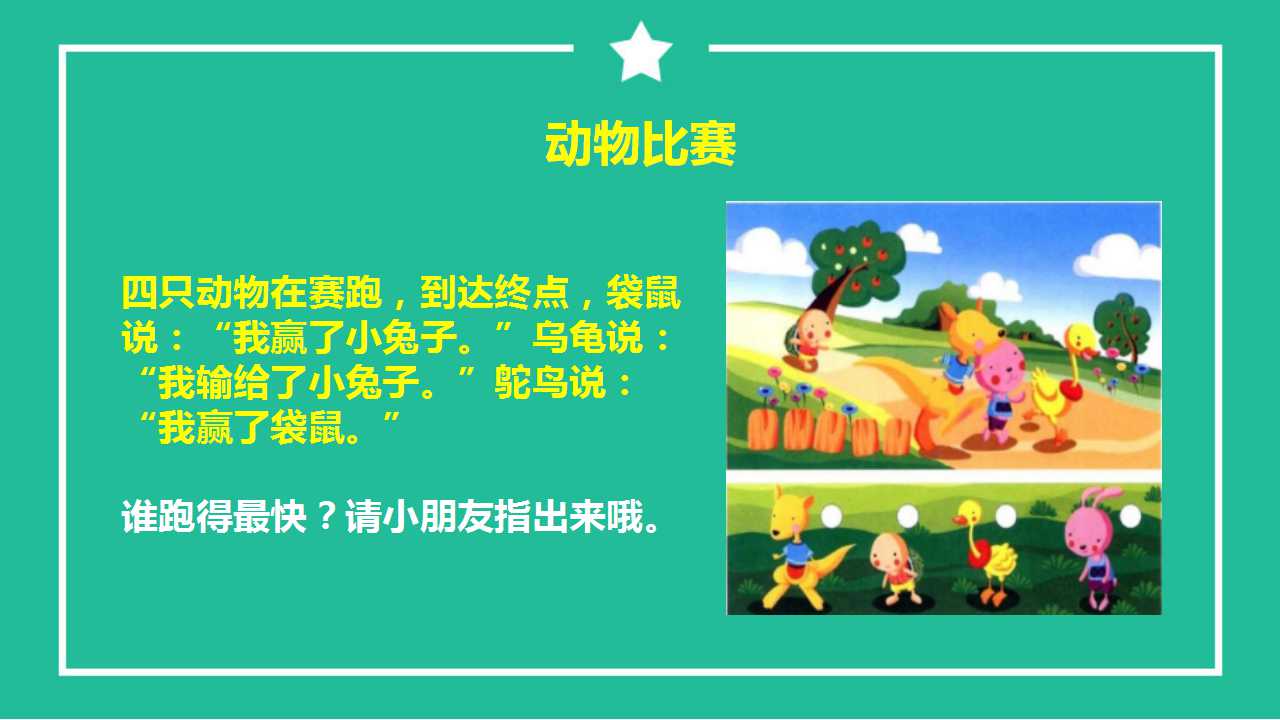 动物比赛
四只动物在赛跑，到达终点，袋鼠
说：“我赢了小兔子。”乌龟说：
“我输给了小兔子。”鸵鸟说：
“我赢了袋鼠。”
谁跑得最快？请小朋友指出来哦。